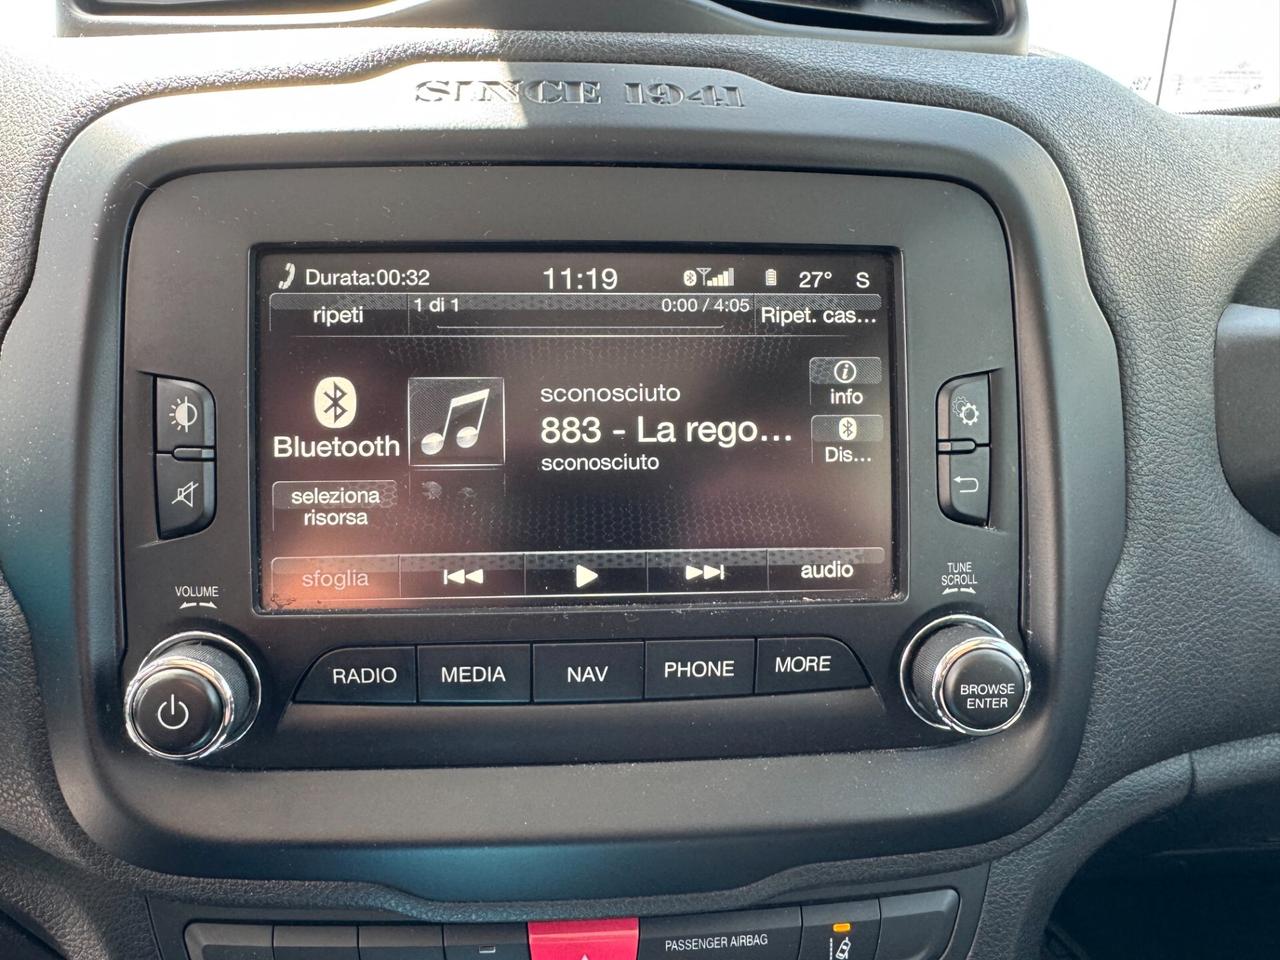 SINCE 1941
Durata:00:32 11:19 27° S
ripeti 1 di 1 0:00 / 4:05 Ripet. cas...
sconosciuto
883 - La rego...
sconosciuto
Bluetooth
info
Dis...
seleziona
risorsa
sfoglia audio
VOLUME
TUNE
SCROLL
RADIO MEDIA NAV PHONE MORE
BROWSE
ENTER
PASSENGER AIRBAG